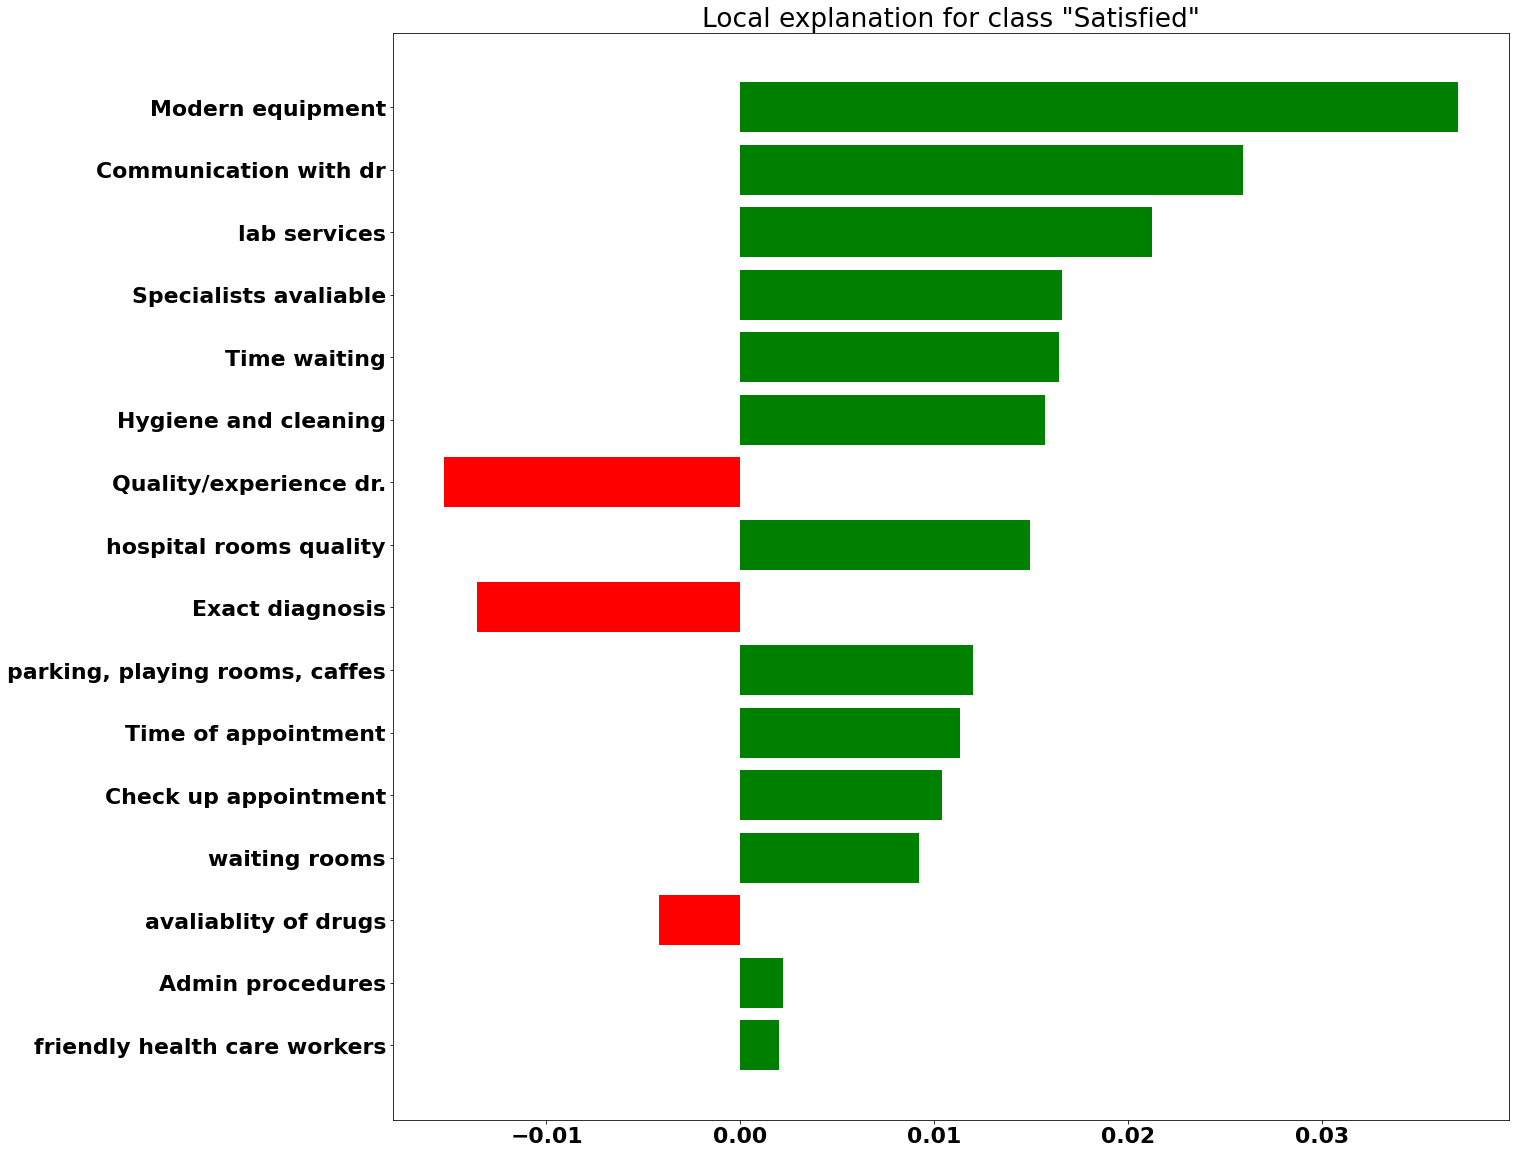 Local explanation for class "Satisfied"
Modern equipment
Communication with dr
lab services
Specialists avaliable
Time waiting
Hygiene and cleaning
Quality/experience dr.
hospital rooms quality
Exact diagnosis
parking, playing rooms, caffes
Time of appointment
Check up appointment
waiting rooms
avaliablity of drugs
Admin procedures
friendly health care workers
−0.01 0.00 0.01 0.02 0.03